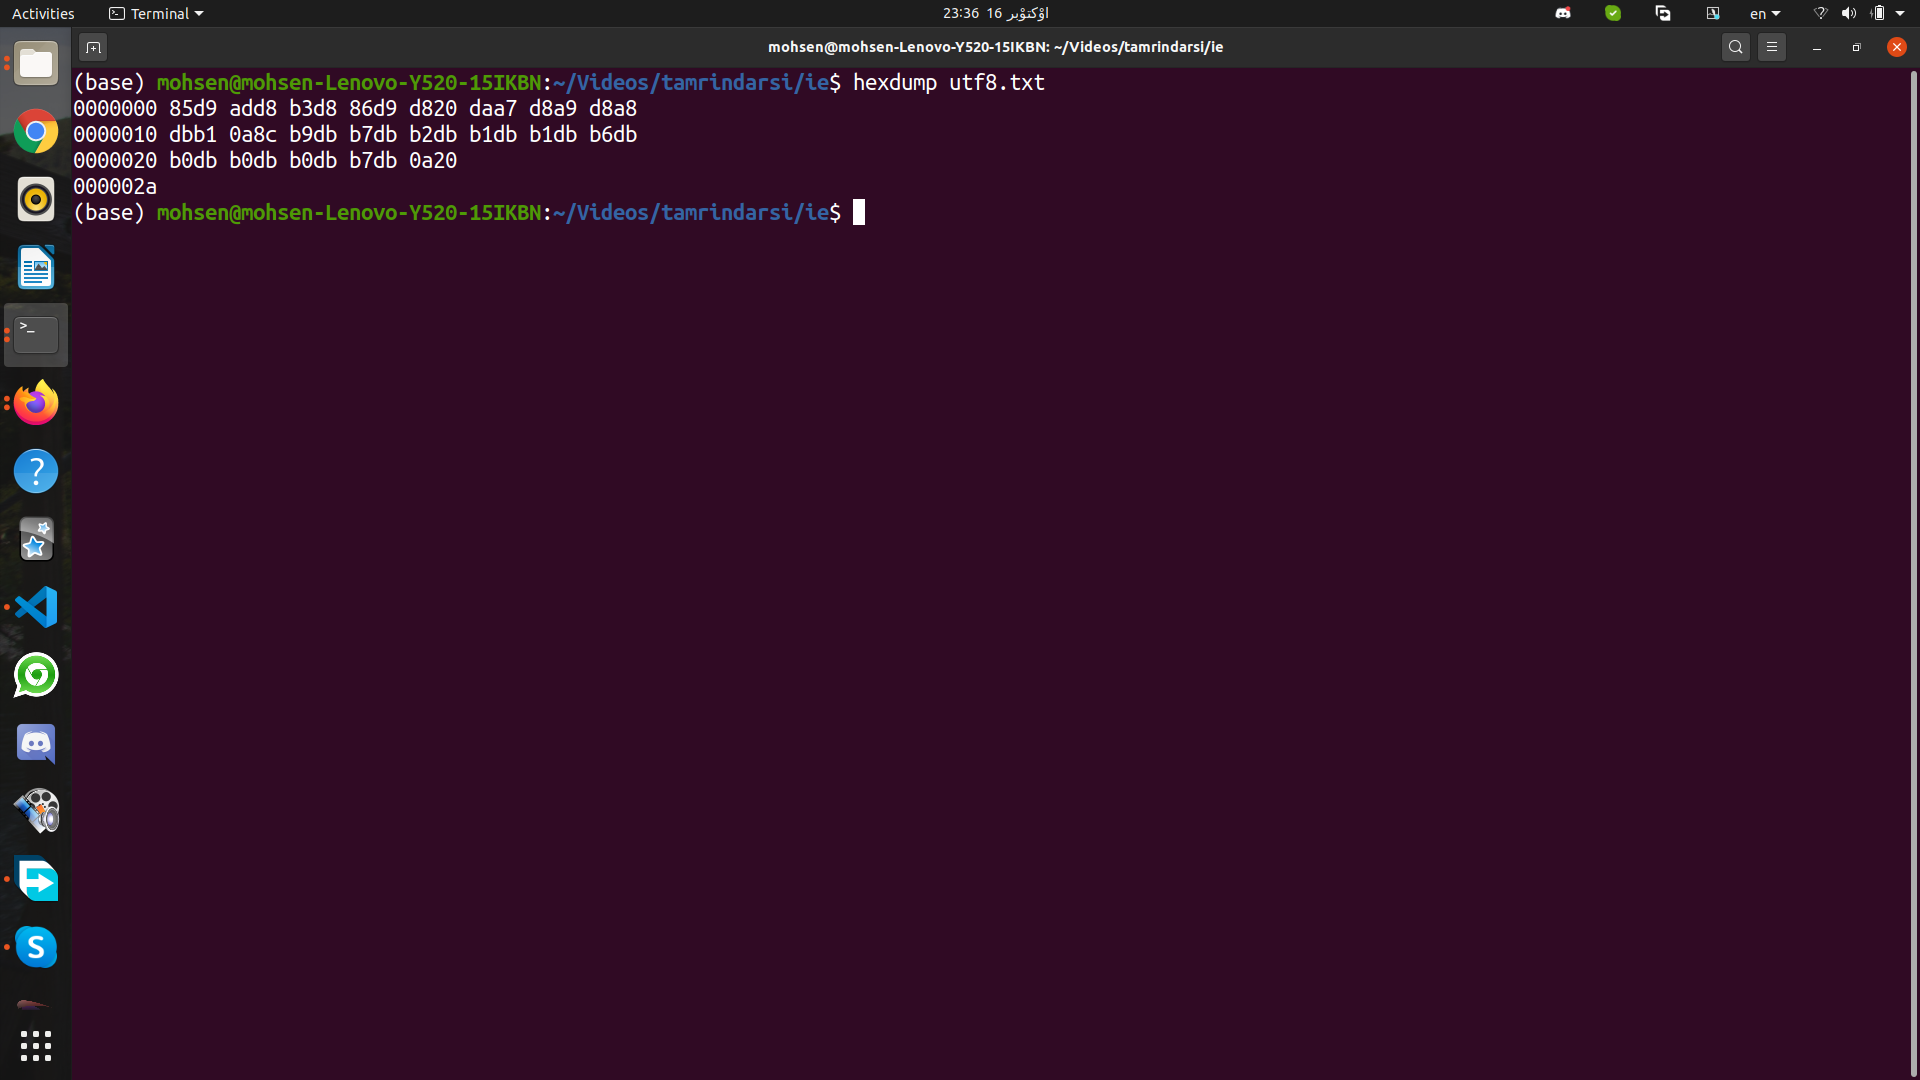 Activities Terminal 23:36 16 اؤکتوْبر en
mohsen@mohsen-Lenovo-Y520-15IKBN: ~/Videos/tamrindarsi/ie
(base) mohsen@mohsen-Lenovo-Y520-15IKBN:~/Videos/tamrindarsi/ie$ hexdump utf8.txt
0000000 85d9 add8 b3d8 86d9 d820 daa7 d8a9 d8a8
0000010 dbb1 0a8c b9db b7db b2db b1db b1db b6db
0000020 b0db b0db b0db b7db 0a20
000002a
(base) mohsen@mohsen-Lenovo-Y520-15IKBN:~/Videos/tamrindarsi/ie$